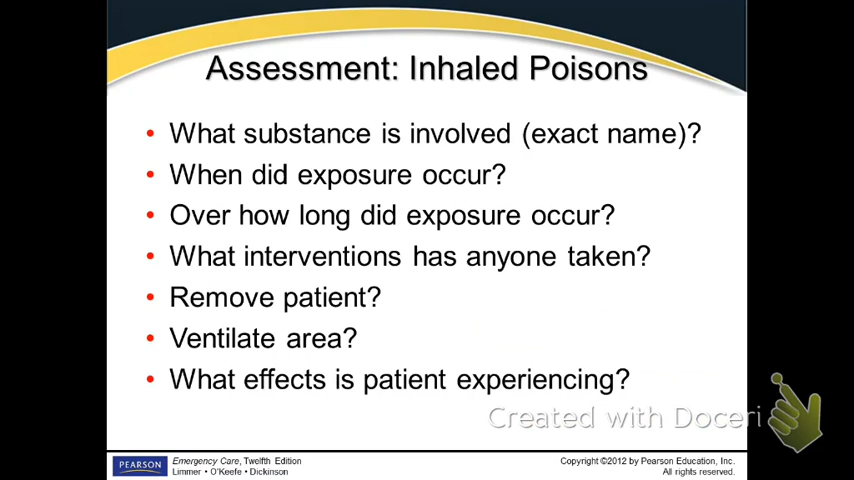 Assessment: Inhaled Poisons
• What substance is involved (exact name)?
• When did exposure occur?
• Over how long did exposure occur?
• What interventions has anyone taken?
• Remove patient?
• Ventilate area?
• What effects is patient experiencing?
Created with Doceri
PEARSON
Emergency Care, Twelfth Edition
Limmer • O'Keefe • Dickinson
Copyright ©2012 by Pearson Education, Inc.
All rights reserved.